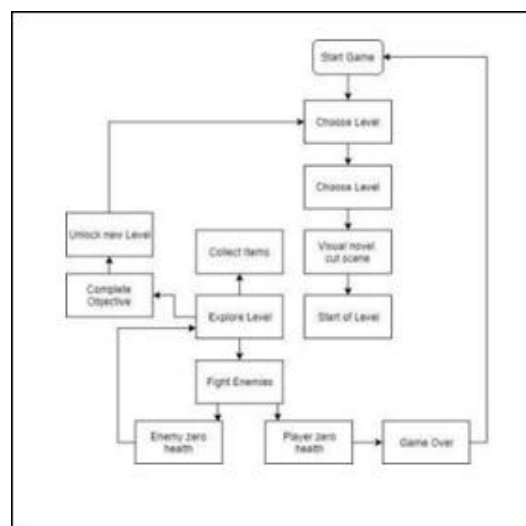 Start Game
Choose Level
Choose Level
Unlock new Level
Collect Items
Visual novel
cut scene
Complete
Objective
Explore Level
Start of Level
Fight Enemies
Enemy zero
health
Player zero
health
Game Over